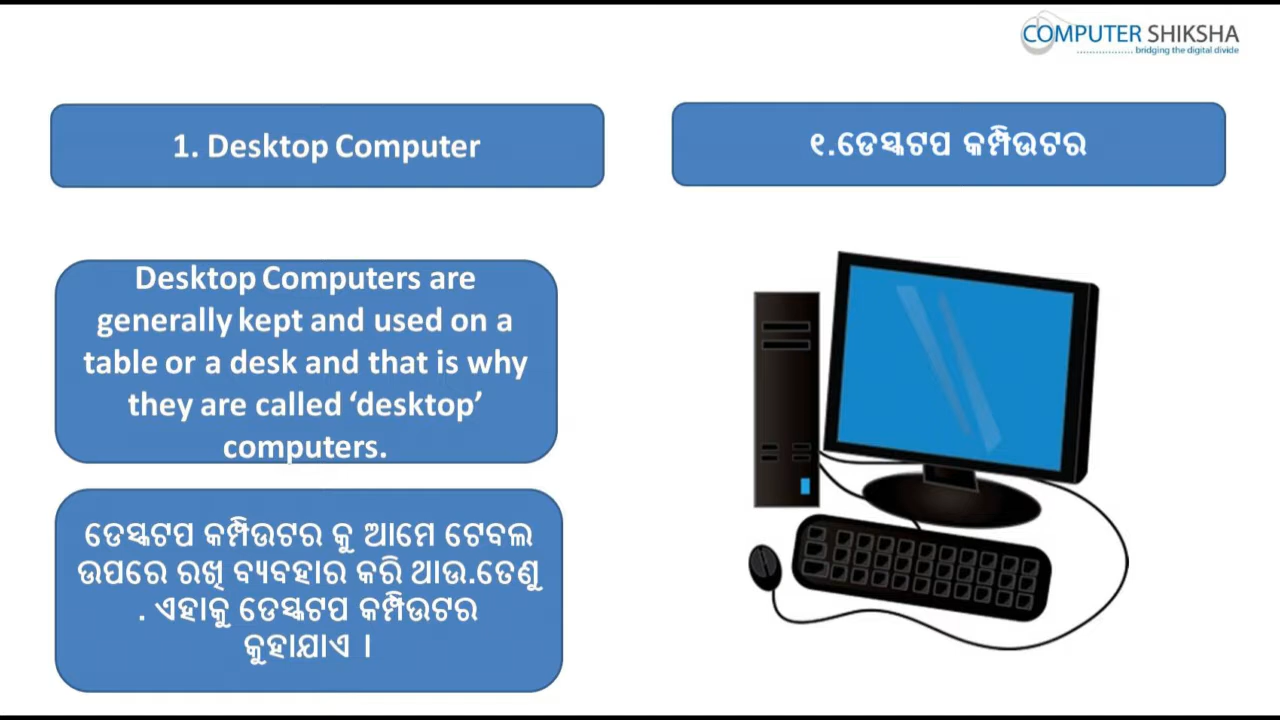 COMPUTER SHIKSHA
bridging the digital divide
1. Desktop Computer
୧.ଡେସ୍କଟପ କମ୍ପିଉଟର
Desktop Computers are
generally kept and used on a
table or a desk and that is why
they are called ‘desktop’
computers.
ଡେସ୍କଟପ କମ୍ପିଉଟର କୁ ଆମେ ଟେବଲ
ଉପରେ ରଖି ବ୍ୟବହାର କରି ଥାଉ.ତେଣୁ
. ଏହାକୁ ଡେସ୍କଟପ କମ୍ପିଉଟର
କୁହାଯାଏ ।